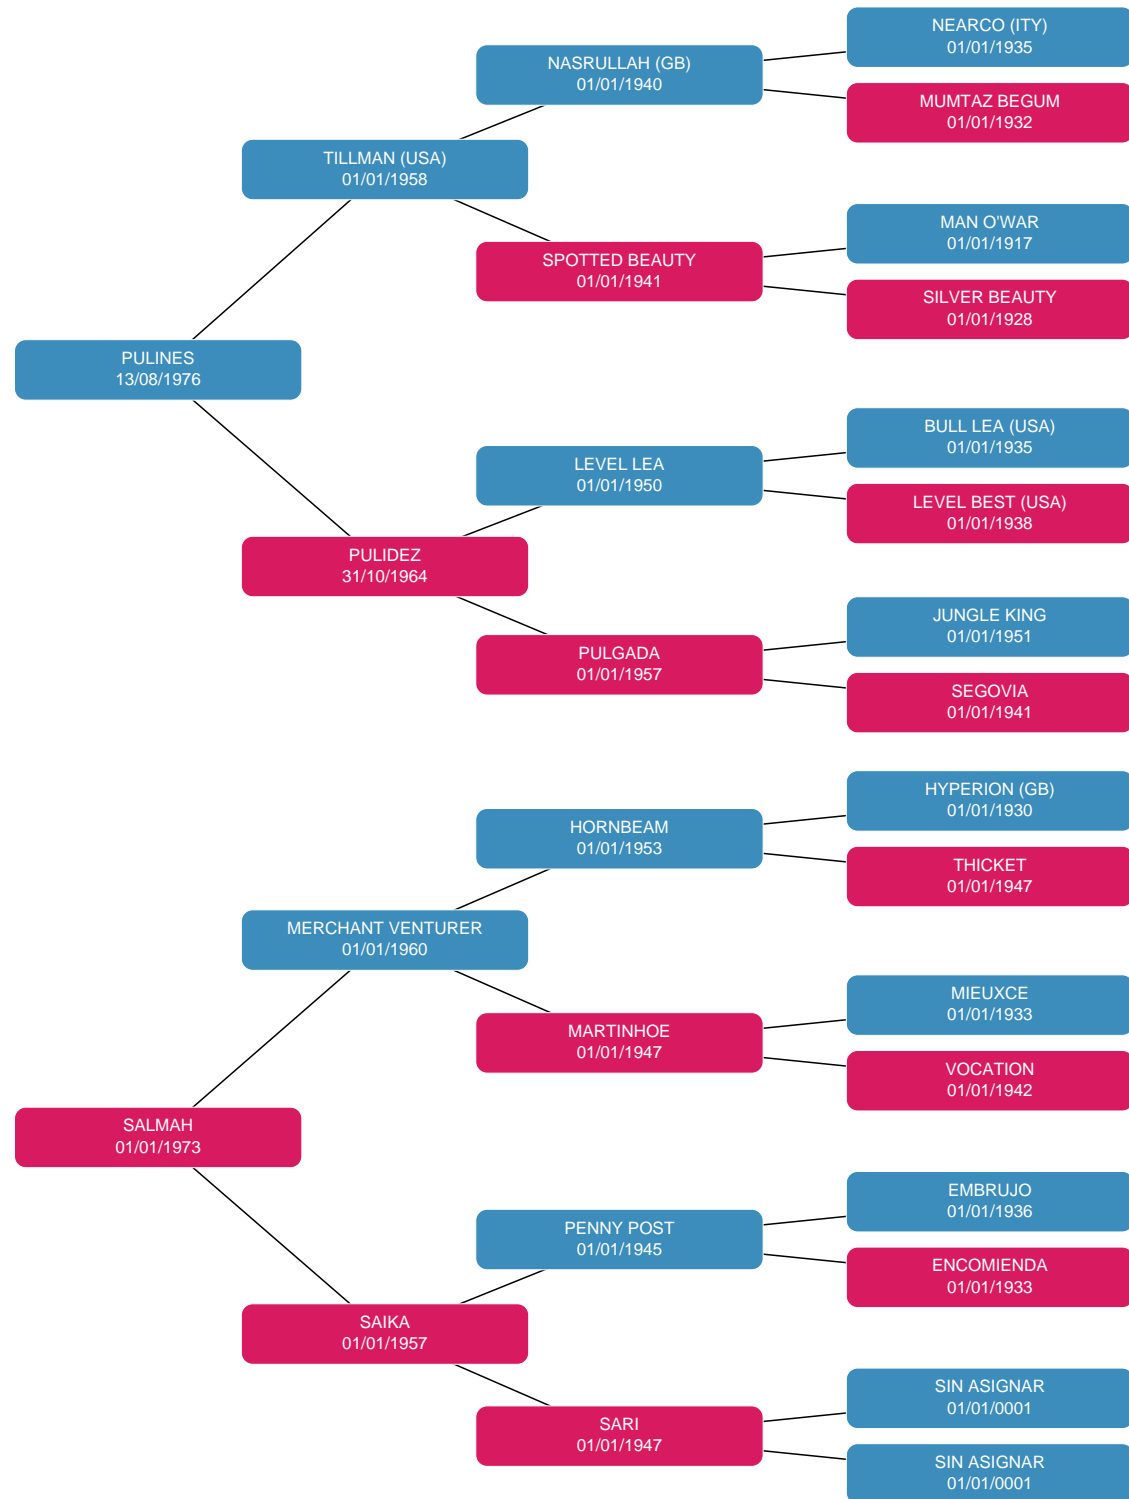 NEARCO (ITY)
01/01/1935
NASRULLAH (GB)
01/01/1940
MUMTAZ BEGUM
01/01/1932
TILLMAN (USA)
01/01/1958
MAN O'WAR
01/01/1917
SPOTTED BEAUTY
01/01/1941
SILVER BEAUTY
01/01/1928
PULINES
13/08/1976
BULL LEA (USA)
01/01/1935
LEVEL LEA
01/01/1950
LEVEL BEST (USA)
01/01/1938
PULIDEZ
31/10/1964
JUNGLE KING
01/01/1951
PULGADA
01/01/1957
SEGOVIA
01/01/1941
HYPERION (GB)
01/01/1930
HORNBEAM
01/01/1953
THICKET
01/01/1947
MERCHANT VENTURER
01/01/1960
MIEUXCE
01/01/1933
MARTINHOE
01/01/1947
VOCATION
01/01/1942
SALMAH
01/01/1973
EMBRUJO
01/01/1936
PENNY POST
01/01/1945
ENCOMIENDA
01/01/1933
SAIKA
01/01/1957
SIN ASIGNAR
01/01/0001
SARI
01/01/1947
SIN ASIGNAR
01/01/0001